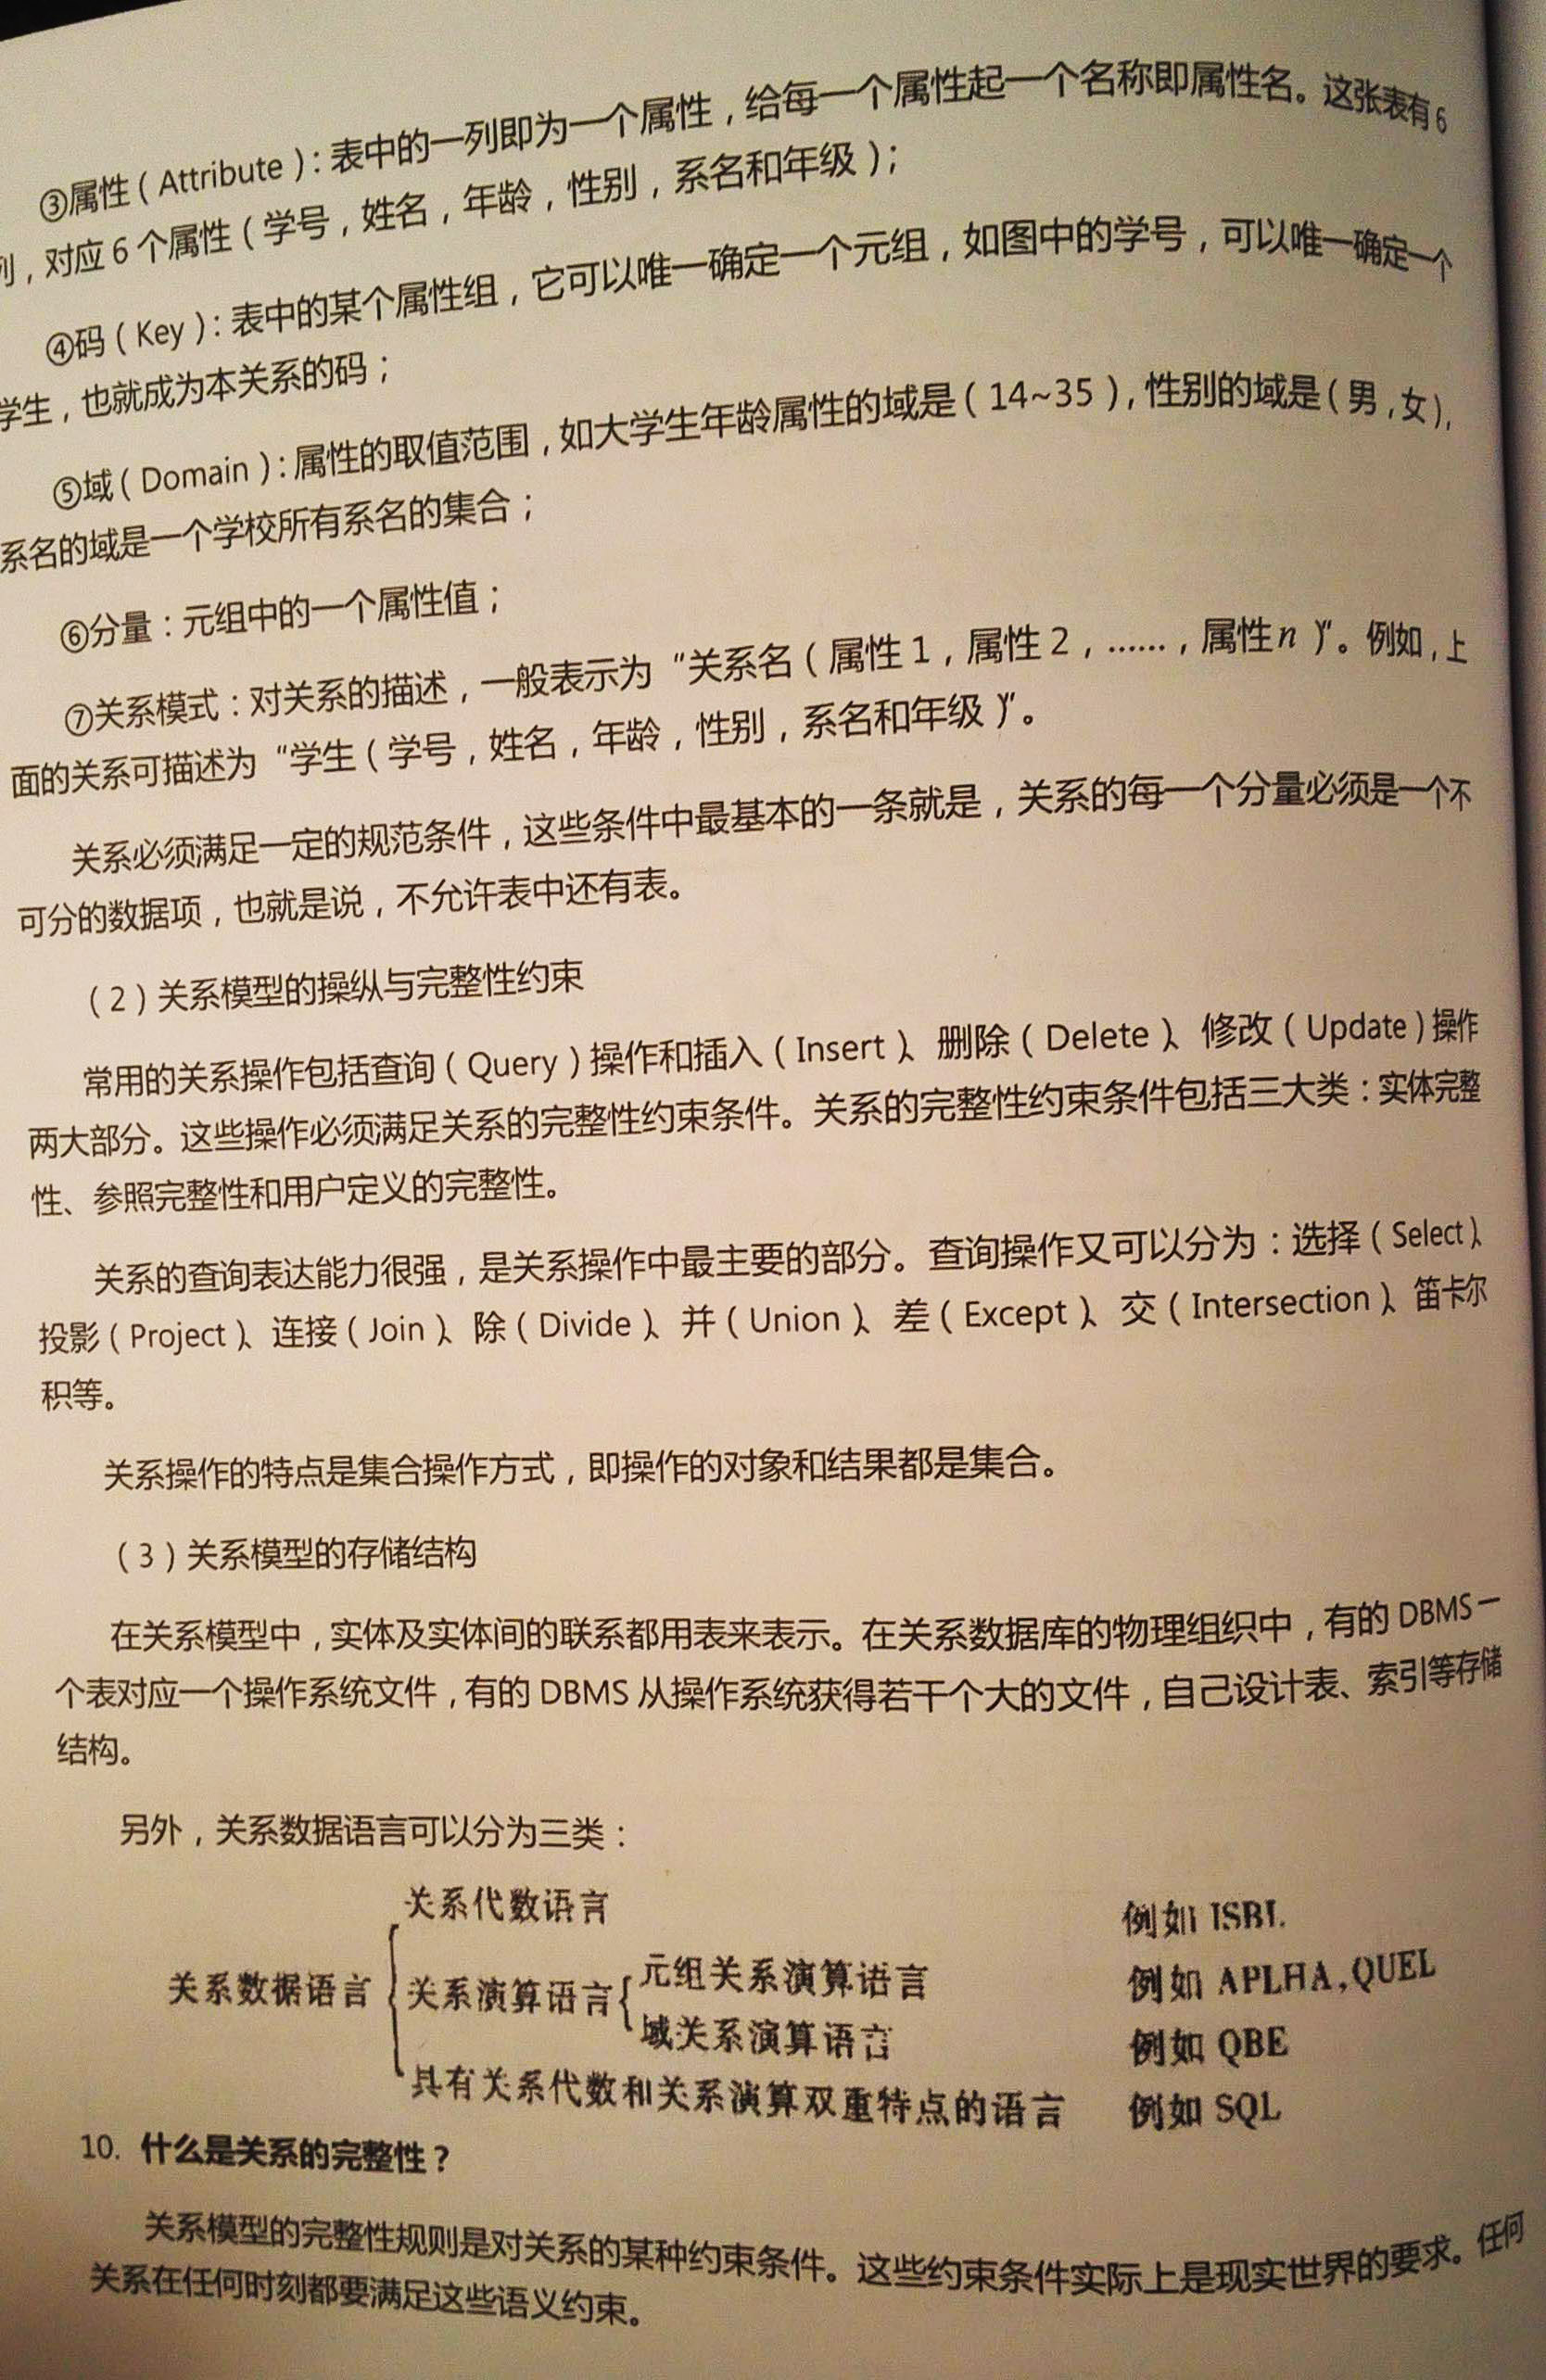 ③属性（Attribute）：表中的一列即为一个属性，给每一个属性起一个名称即属性名。这张表有6
列，对应6个属性（学号，姓名，年龄，性别，系名和年级）；
④码（Key）：表中的某个属性组，它可以唯一确定一个元组，如图中的学号，可以唯一确定一个
学生，也就成为本关系的码；
⑤域（Domain）：属性的取值范围，如大学生年龄属性的域是（14~35），性别的域是（男，女），
系名的域是一个学校所有系名的集合；
⑥分量：元组中的一个属性值；
⑦关系模式：对关系的描述，一般表示为“关系名（属性1，属性2，……，属性n）”。例如，上
面的关系可描述为“学生（学号，姓名，年龄，性别，系名和年级）”。
关系必须满足一定的规范条件，这些条件中最基本的一条就是，关系的每一个分量必须是一个不
可分的数据项，也就是说，不允许表中还有表。
（2）关系模型的操纵与完整性约束
常用的关系操作包括查询（Query）操作和插入（Insert）、删除（Delete）、修改（Update）操作
两大部分。这些操作必须满足关系的完整性约束条件。关系的完整性约束条件包括三大类：实体完整
性、参照完整性和用户定义的完整性。
关系的查询表达能力很强，是关系操作中最主要的部分。查询操作又可以分为：选择（Select）、
投影（Project）、连接（Join）、除（Divide）、并（Union）、差（Except）、交（Intersection）、笛卡尔
积等。
关系操作的特点是集合操作方式，即操作的对象和结果都是集合。
（3）关系模型的存储结构
在关系模型中，实体及实体间的联系都用表来表示。在关系数据库的物理组织中，有的DBMS一
个表对应一个操作系统文件，有的DBMS从操作系统获得若干个大的文件，自己设计表、索引等存储
结构。
另外，关系数据语言可以分为三类：
关系代数语言 例如 ISBL
关系数据语言 关系演算语言 元组关系演算语言 例如 APLHA,QUEL
域关系演算语言 例如 QBE
具有关系代数和关系演算双重特点的语言 例如 SQL
10. 什么是关系的完整性？
关系模型的完整性规则是对关系的某种约束条件。这些约束条件实际上是现实世界的要求。任何
关系在任何时刻都要满足这些语义约束。